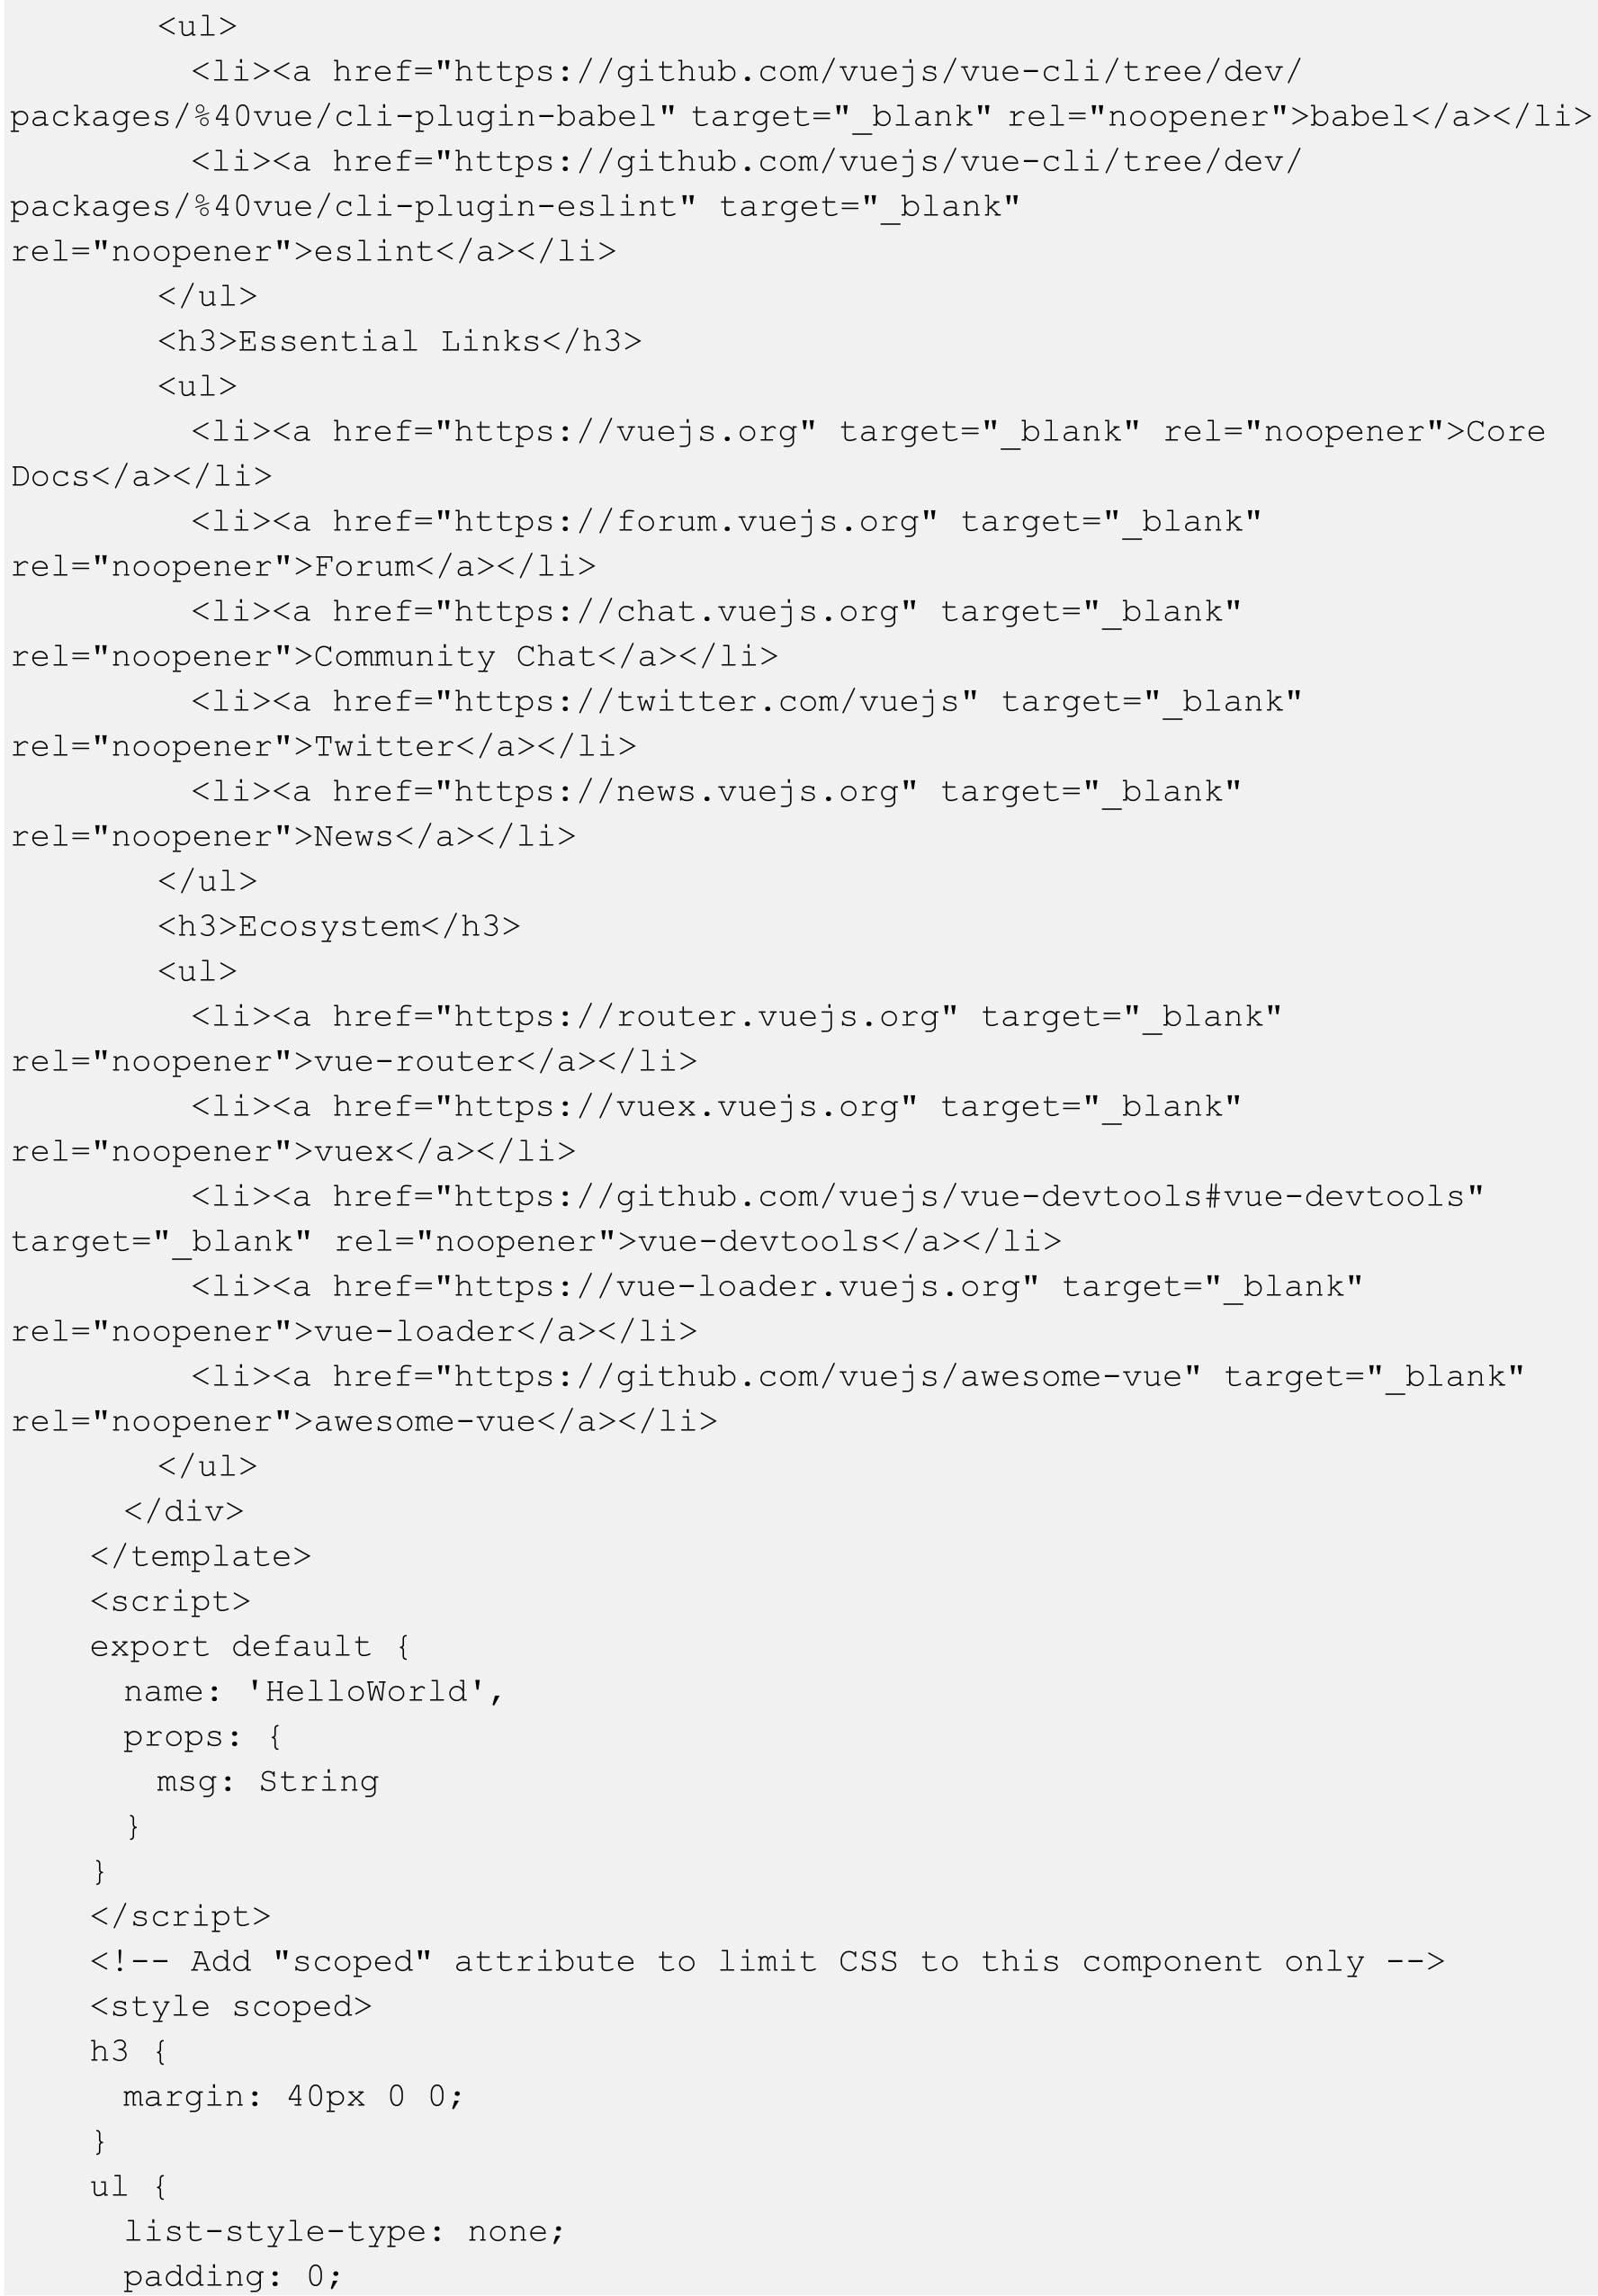 <ul>
<li><a href="https://github.com/vuejs/vue-cli/tree/dev/
packages/%40vue/cli-plugin-babel" target="_blank" rel="noopener">babel</a></li>
<li><a href="https://github.com/vuejs/vue-cli/tree/dev/
packages/%40vue/cli-plugin-eslint" target="_blank"
rel="noopener">eslint</a></li>
</ul>
<h3>Essential Links</h3>
<ul>
<li><a href="https://vuejs.org" target="_blank" rel="noopener">Core
Docs</a></li>
<li><a href="https://forum.vuejs.org" target="_blank"
rel="noopener">Forum</a></li>
<li><a href="https://chat.vuejs.org" target="_blank"
rel="noopener">Community Chat</a></li>
<li><a href="https://twitter.com/vuejs" target="_blank"
rel="noopener">Twitter</a></li>
<li><a href="https://news.vuejs.org" target="_blank"
rel="noopener">News</a></li>
</ul>
<h3>Ecosystem</h3>
<ul>
<li><a href="https://router.vuejs.org" target="_blank"
rel="noopener">vue-router</a></li>
<li><a href="https://vuex.vuejs.org" target="_blank"
rel="noopener">vuex</a></li>
<li><a href="https://github.com/vuejs/vue-devtools#vue-devtools"
target="_blank" rel="noopener">vue-devtools</a></li>
<li><a href="https://vue-loader.vuejs.org" target="_blank"
rel="noopener">vue-loader</a></li>
<li><a href="https://github.com/vuejs/awesome-vue" target="_blank"
rel="noopener">awesome-vue</a></li>
</ul>
</div>
</template>
<script>
export default {
name: 'HelloWorld',
props: {
msg: String
}
}
</script>
<!-- Add "scoped" attribute to limit CSS to this component only -->
<style scoped>
h3 {
margin: 40px 0 0;
}
ul {
list-style-type: none;
padding: 0;